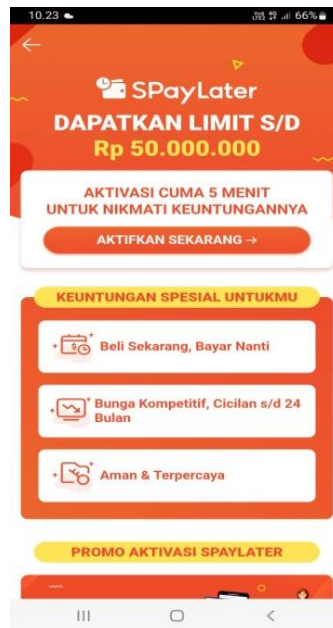 10.23
66%
SPayLater
DAPATKAN LIMIT S/D
Rp 50.000.000
AKTIVASI CUMA 5 MENIT
UNTUK NIKMATI KEUNTUNGANNYA
AKTIFKAN SEKARANG →
KEUNTUNGAN SPESIAL UNTUKMU
Beli Sekarang, Bayar Nanti
Bunga Kompetitif, Cicilan s/d 24
Bulan
Aman & Terpercaya
PROMO AKTIVASI SPAYLATER